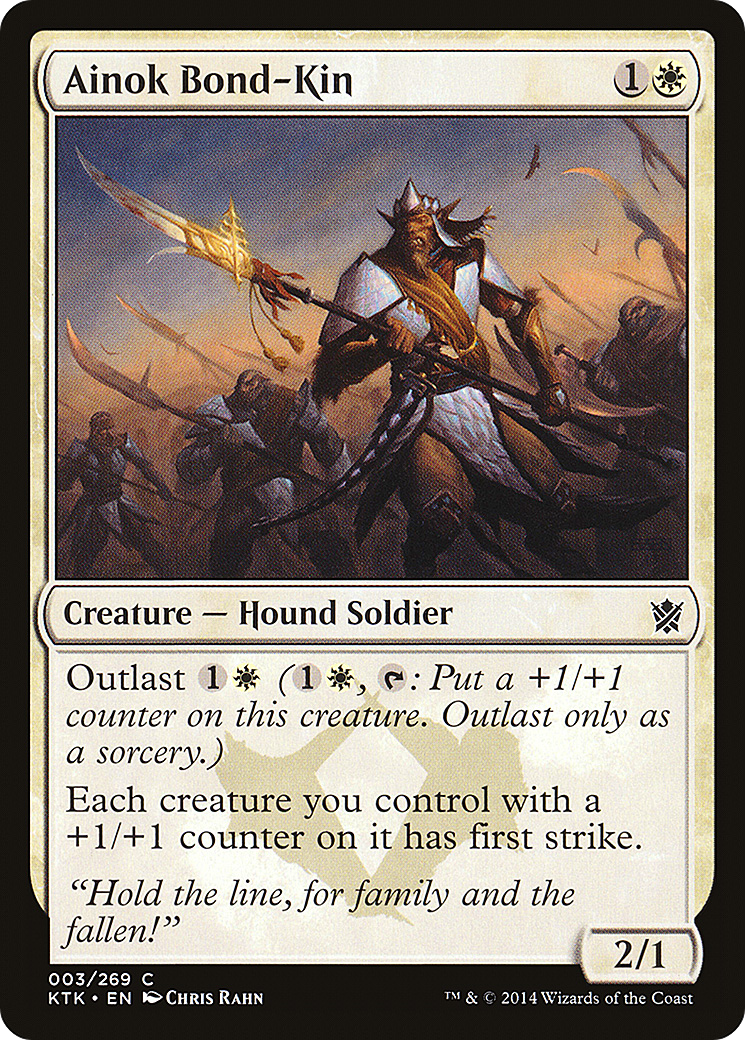 Ainok Bond-Kin 1
Creature — Hound Soldier
Outlast 1 (1, : Put a +1/+1
counter on this creature. Outlast only as
a sorcery.)
Each creature you control with a
+1/+1 counter on it has first strike.
“Hold the line, for family and the
fallen!”
2/1
003/269 C
KTK • EN Chris Rahn
™ & © 2014 Wizards of the Coast